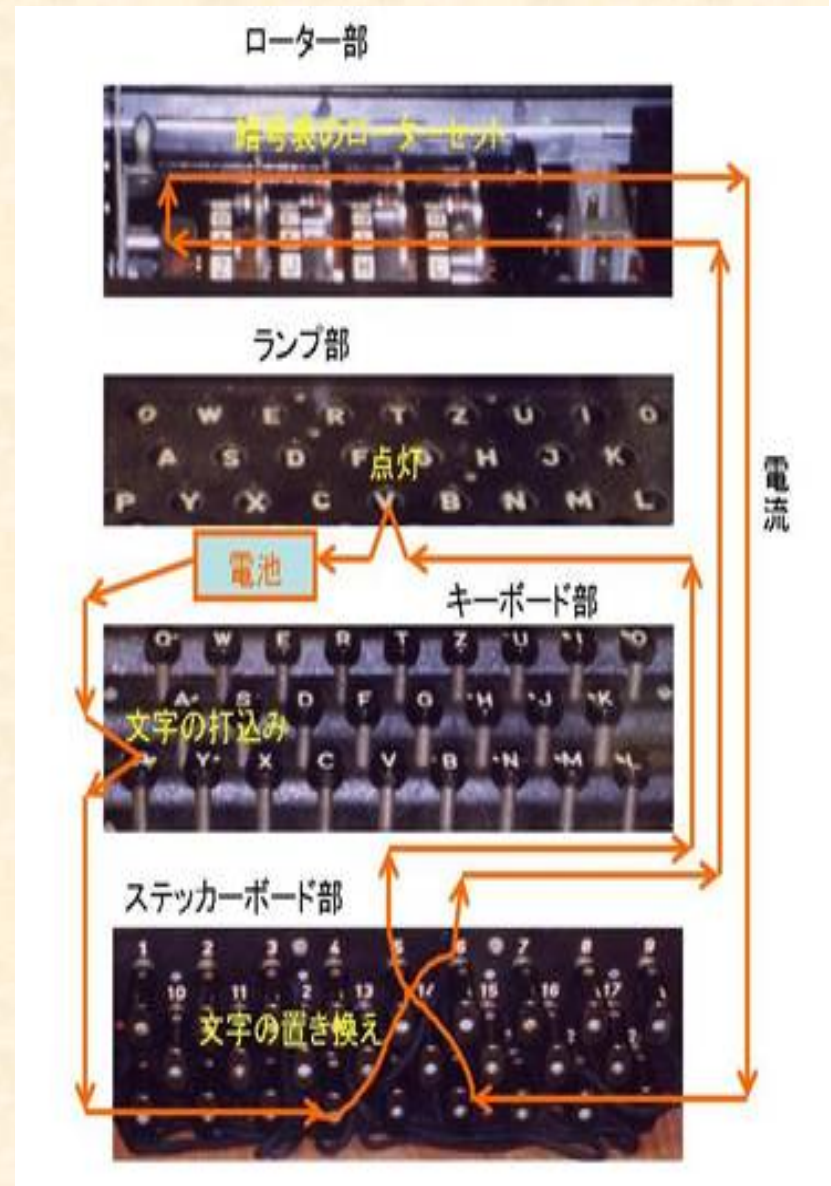 ローター部
暗号表のローターセット
Z J H L
ランプ部
Q W E R T Z U I O
A S D F G H J K
P Y X C V B N M L
点灯
電流
電池
キーボード部
Q W E R T Z U I O
A S D F G H J K
Y X C V B N M L
文字の打込み
ステッカーボード部
1 2 3 4 5 6 7 8 9
10 11 2 13 14 15 16 17
文字の置き換え